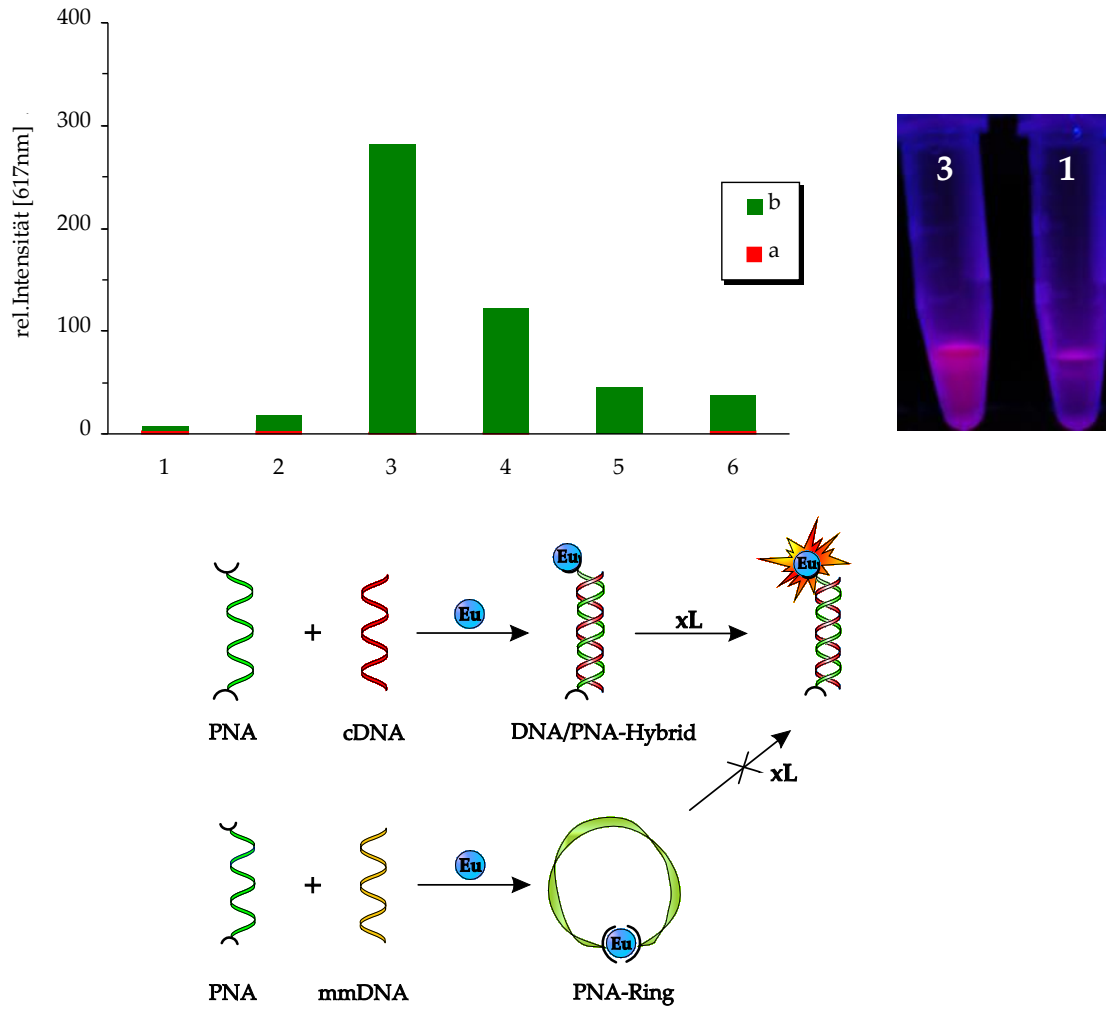 400
300
200
100
0
rel.Intensität [617nm]
1 2 3 4 5 6
b
a
3 1
Eu
Eu
Eu
+
xL
PNA cDNA DNA/PNA-Hybrid
xL
+
Eu
Eu
PNA mmDNA PNA-Ring